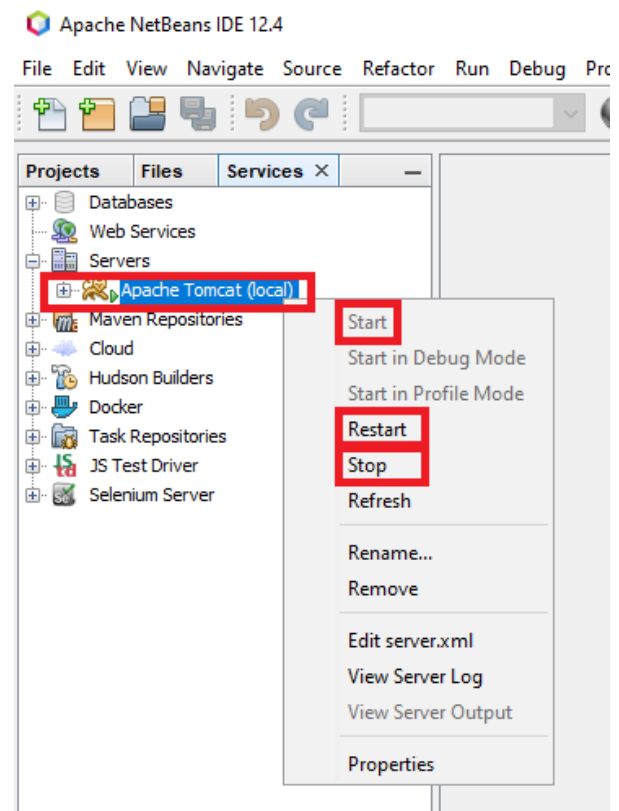 Apache NetBeans IDE 12.4
File Edit View Navigate Source Refactor Run Debug
Projects Files Services
Databases
Web Services
Servers
Apache Tomcat (local)
Maven Repositories
Cloud
Hudson Builders
Docker
Task Repositories
JS Test Driver
Selenium Server
Start
Start in Debug Mode
Start in Profile Mode
Restart
Stop
Refresh
Rename...
Remove
Edit server.xml
View Server Log
View Server Output
Properties